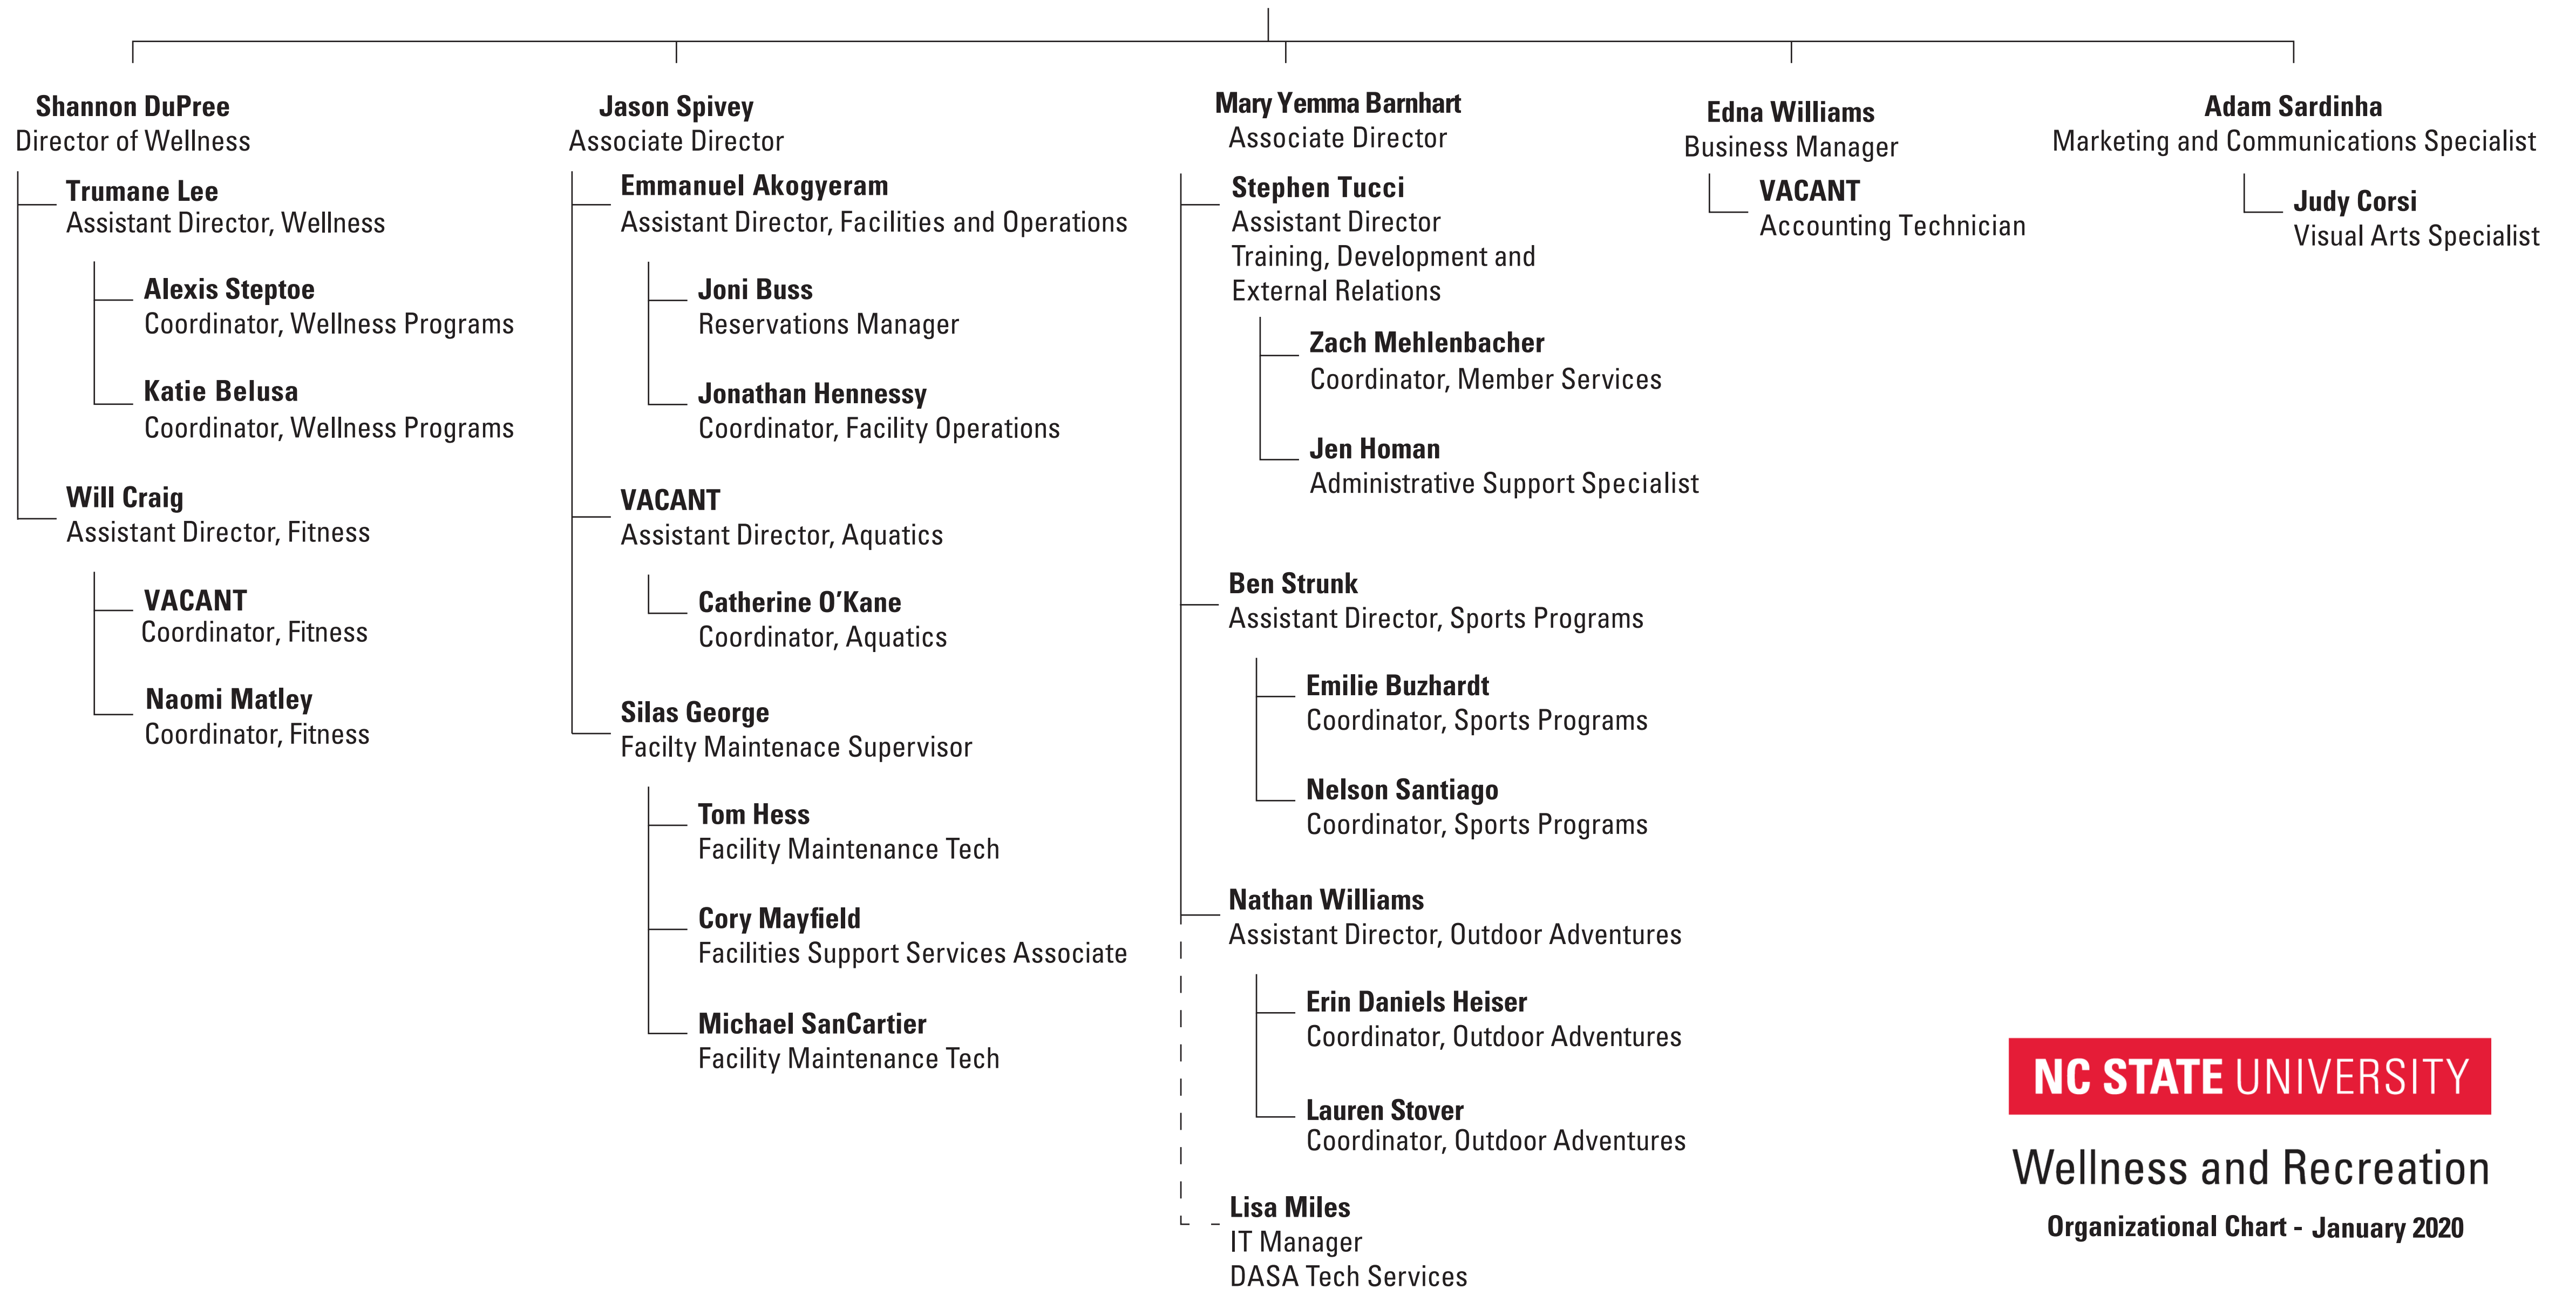 Shannon DuPree
Director of Wellness
Trumane Lee
Assistant Director, Wellness
Alexis Steptoe
Coordinator, Wellness Programs
Katie Belusa
Coordinator, Wellness Programs
Will Craig
Assistant Director, Fitness
VACANT
Coordinator, Fitness
Naomi Matley
Coordinator, Fitness
Jason Spivey
Associate Director
Emmanuel Akogyeram
Assistant Director, Facilities and Operations
Joni Buss
Reservations Manager
Jonathan Hennessy
Coordinator, Facility Operations
VACANT
Assistant Director, Aquatics
Catherine O'Kane
Coordinator, Aquatics
Silas George
Facilty Maintenace Supervisor
Tom Hess
Facility Maintenance Tech
Cory Mayfield
Facilities Support Services Associate
Michael SanCartier
Facility Maintenance Tech
Mary Yemma Barnhart
Associate Director
Stephen Tucci
Assistant Director
Training, Development and
External Relations
Zach Mehlenbacher
Coordinator, Member Services
Jen Homan
Administrative Support Specialist
Ben Strunk
Assistant Director, Sports Programs
Emilie Buzhardt
Coordinator, Sports Programs
Nelson Santiago
Coordinator, Sports Programs
Nathan Williams
Assistant Director, Outdoor Adventures
Erin Daniels Heiser
Coordinator, Outdoor Adventures
Lauren Stover
Coordinator, Outdoor Adventures
Lisa Miles
IT Manager
DASA Tech Services
Edna Williams
Business Manager
VACANT
Accounting Technician
Adam Sardinha
Marketing and Communications Specialist
Judy Corsi
Visual Arts Specialist
NC STATE UNIVERSITY
Wellness and Recreation
Organizational Chart - January 2020